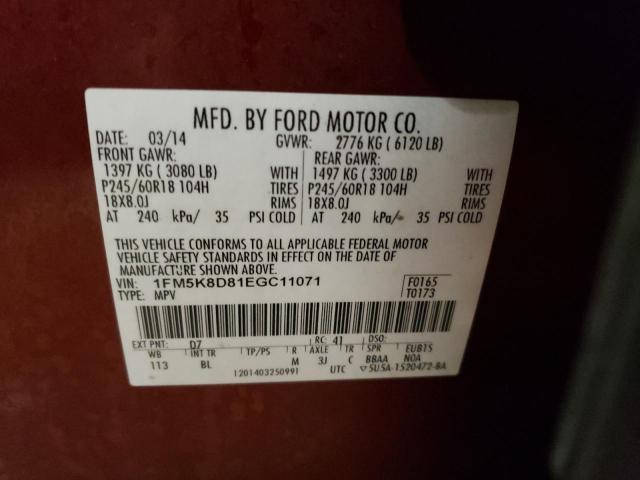 MFD. BY FORD MOTOR CO.
DATE: 03/14 GVWR: 2776 KG ( 6120 LB)
FRONT GAWR: REAR GAWR:
1397 KG ( 3080 LB) WITH 1497 KG ( 3300 LB) WITH
P245/60R18 104H TIRES P245/60R18 104H TIRES
18X8.0J RIMS 18X8.0J RIMS
AT 240 kPa/ 35 PSI COLD AT 240 kPa/ 35 PSI COLD
THIS VEHICLE CONFORMS TO ALL APPLICABLE FEDERAL MOTOR
VEHICLE SAFETY STANDARDS IN EFFECT ON THE DATE OF
MANUFACTURE SHOWN ABOVE.
VIN: 1FM5K8D81EGC11071 F0165
TYPE: MPV T0173
EXT PNT: D7 RC: 41 DSO:
WB INT TR TP/PS R AXLE TR SPR EUB15
113 BL M 3J C BBAA NOA
1201403250991 UTC ▽5U5A-1520472-BA